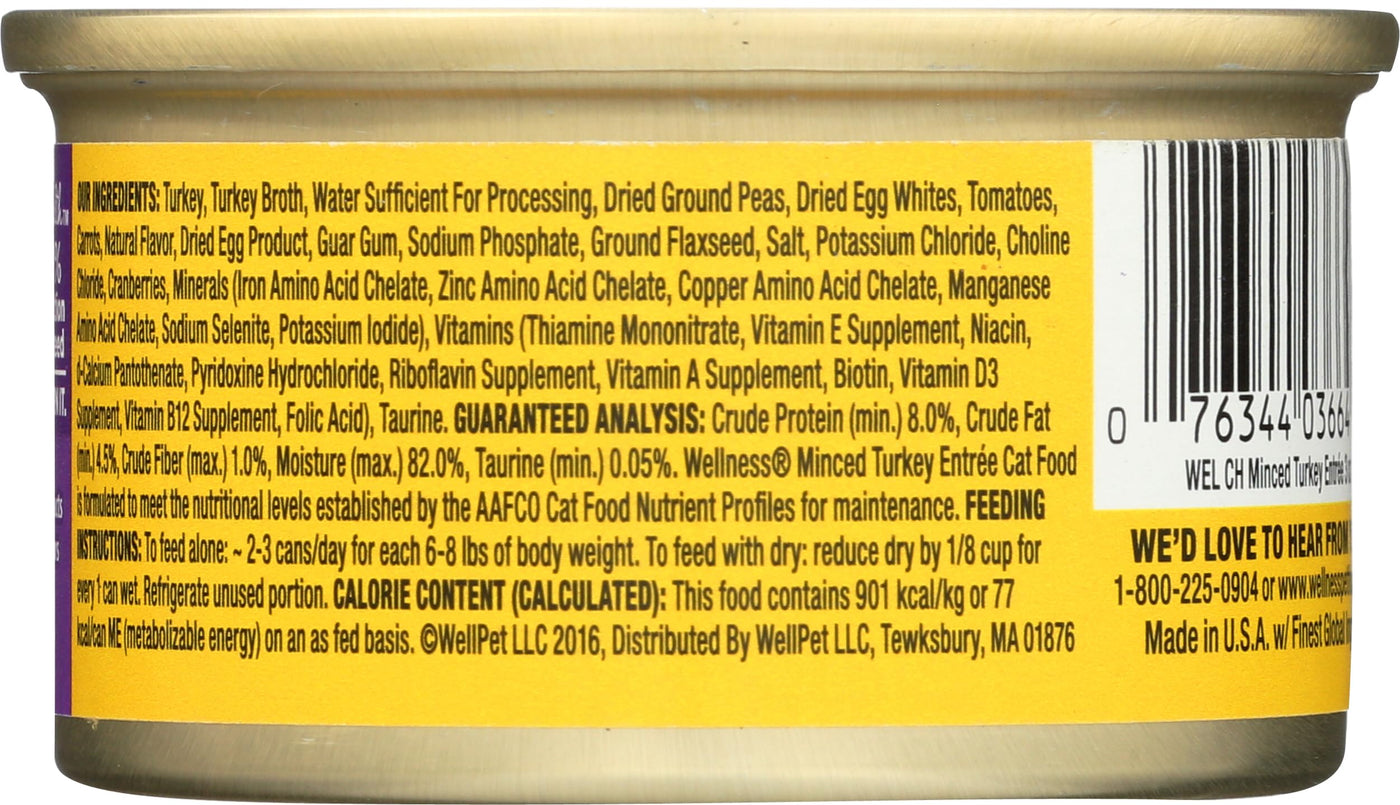 OUR INGREDIENTS: Turkey, Turkey Broth, Water Sufficient For Processing, Dried Ground Peas, Dried Egg Whites, Tomatoes,
Carrots, Natural Flavor, Dried Egg Product, Guar Gum, Sodium Phosphate, Ground Flaxseed, Salt, Potassium Chloride, Choline
Chloride, Cranberries, Minerals (Iron Amino Acid Chelate, Zinc Amino Acid Chelate, Copper Amino Acid Chelate, Manganese
Amino Acid Chelate, Sodium Selenite, Potassium Iodide), Vitamins (Thiamine Mononitrate, Vitamin E Supplement, Niacin,
d-Calcium Pantothenate, Pyridoxine Hydrochloride, Riboflavin Supplement, Vitamin A Supplement, Biotin, Vitamin D3
Supplement, Vitamin B12 Supplement, Folic Acid), Taurine. GUARANTEED ANALYSIS: Crude Protein (min.) 8.0%, Crude Fat
(min.) 4.5%, Crude Fiber (max.) 1.0%, Moisture (max.) 82.0%, Taurine (min.) 0.05%. Wellness® Minced Turkey Entrée Cat Food
is formulated to meet the nutritional levels established by the AAFCO Cat Food Nutrient Profiles for maintenance. FEEDING
INSTRUCTIONS: To feed alone: ~ 2-3 cans/day for each 6-8 lbs of body weight. To feed with dry: reduce dry by 1/8 cup for
every 1 can wet. Refrigerate unused portion. CALORIE CONTENT (CALCULATED): This food contains 901 kcal/kg or 77
kcal/can ME (metabolizable energy) on an as fed basis. ©WellPet LLC 2016, Distributed By WellPet LLC, Tewksbury, MA 01876
0 76344 03664
WEL CH Minced Turkey Entrée
WE'D LOVE TO HEAR FROM
1-800-225-0904 or www.wellnesspet
Made in U.S.A. w/ Finest Global